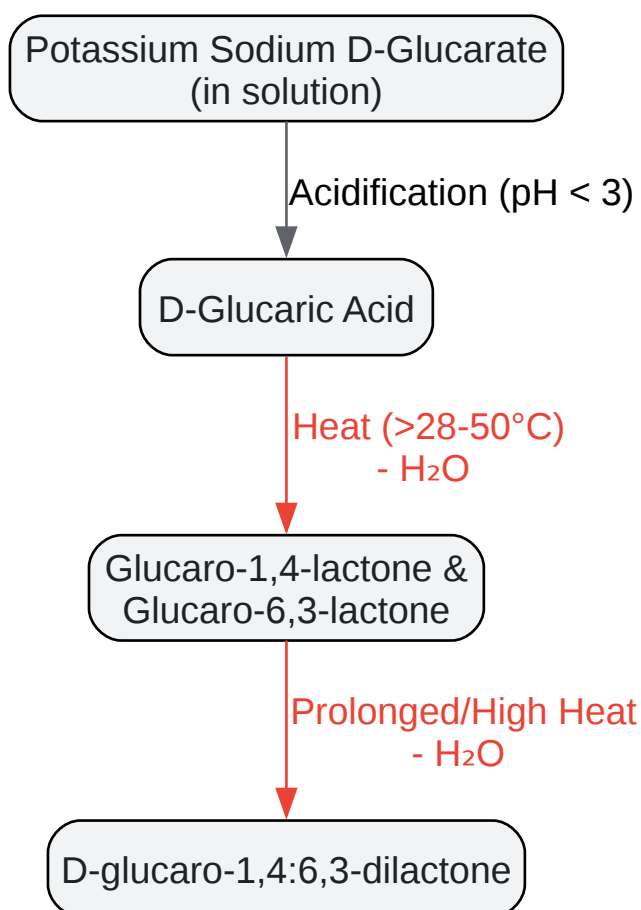 Potassium Sodium D-Glucarate
(in solution)
Acidification (pH < 3)
D-Glucaric Acid
Heat (>28-50°C)
- H₂O
Glucaro-1,4-lactone &
Glucaro-6,3-lactone
Prolonged/High Heat
- H₂O
D-glucaro-1,4:6,3-dilactone